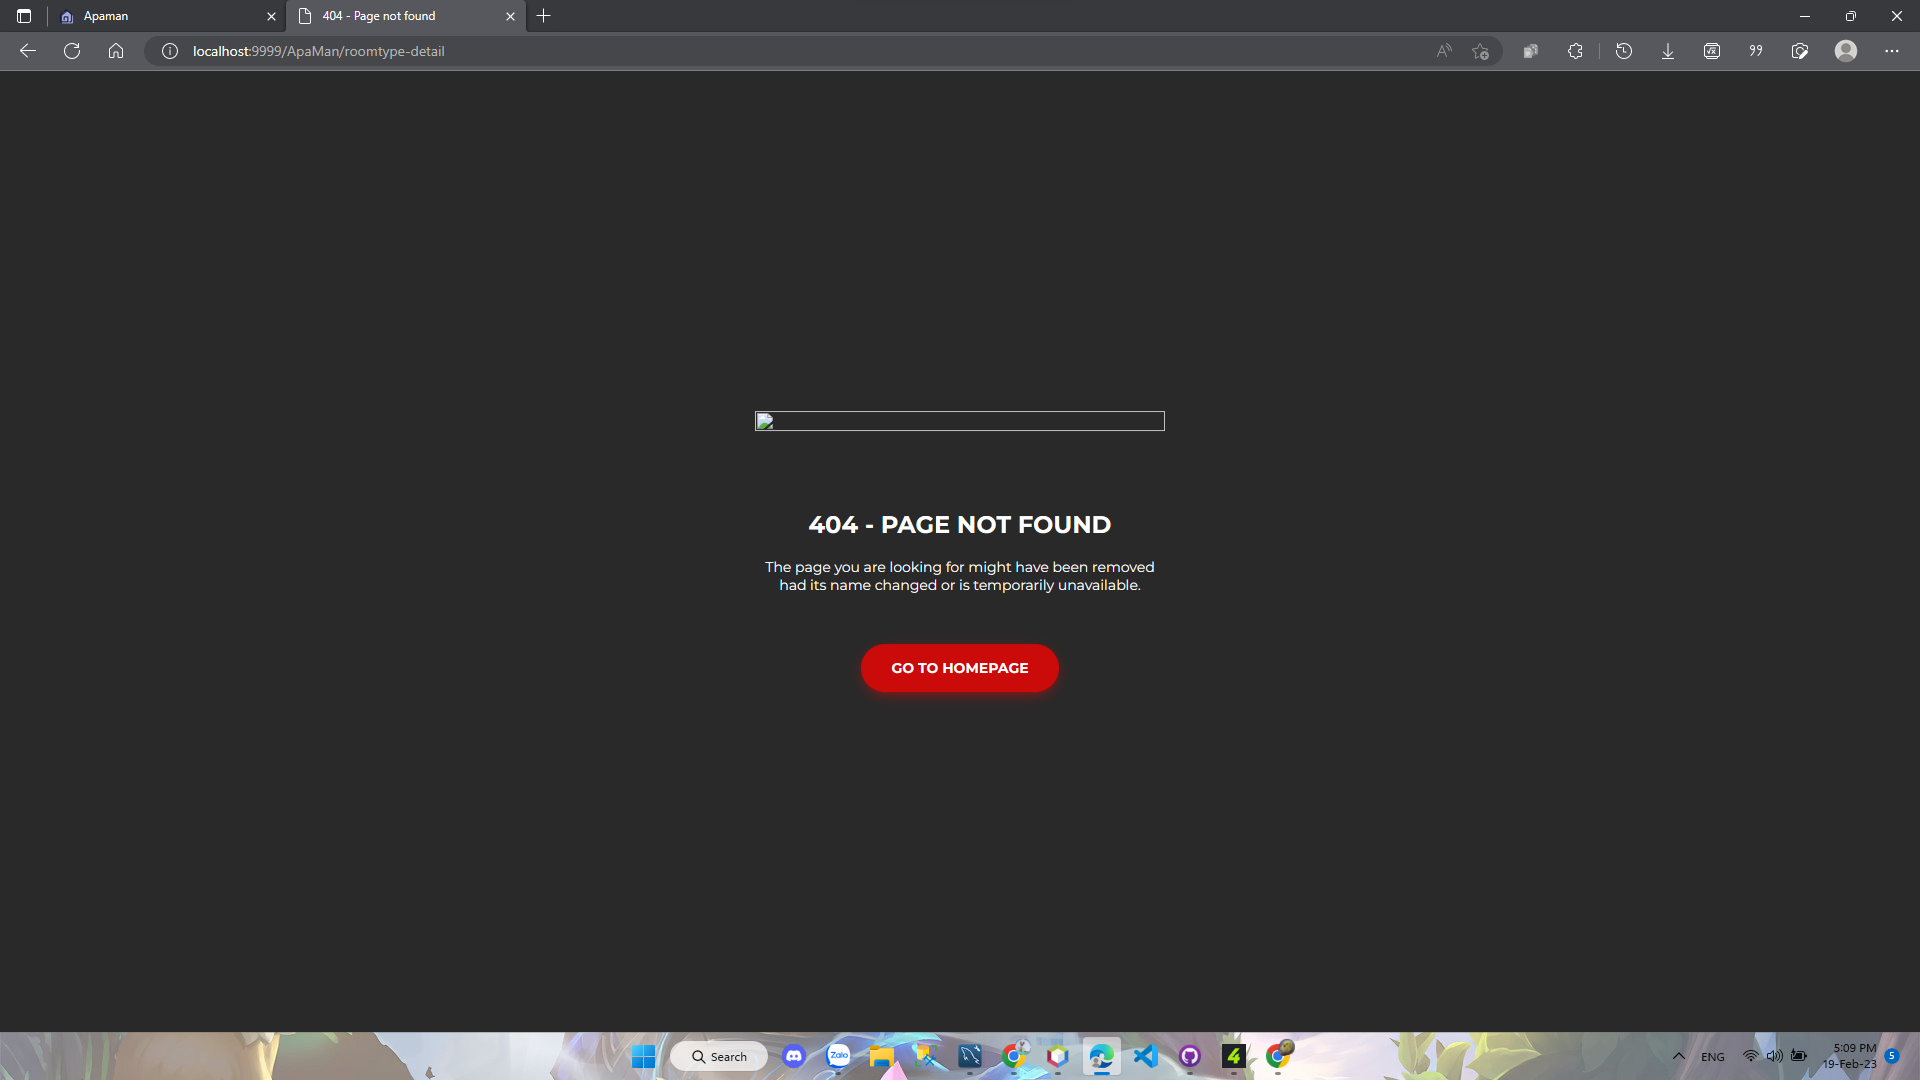 Apaman
404 - Page not found
localhost:9999/ApaMan/roomtype-detail
404 - PAGE NOT FOUND
The page you are looking for might have been removed
had its name changed or is temporarily unavailable.
GO TO HOMEPAGE
Search
Zalo
4
ENG
5:09 PM
19-Feb-23
5